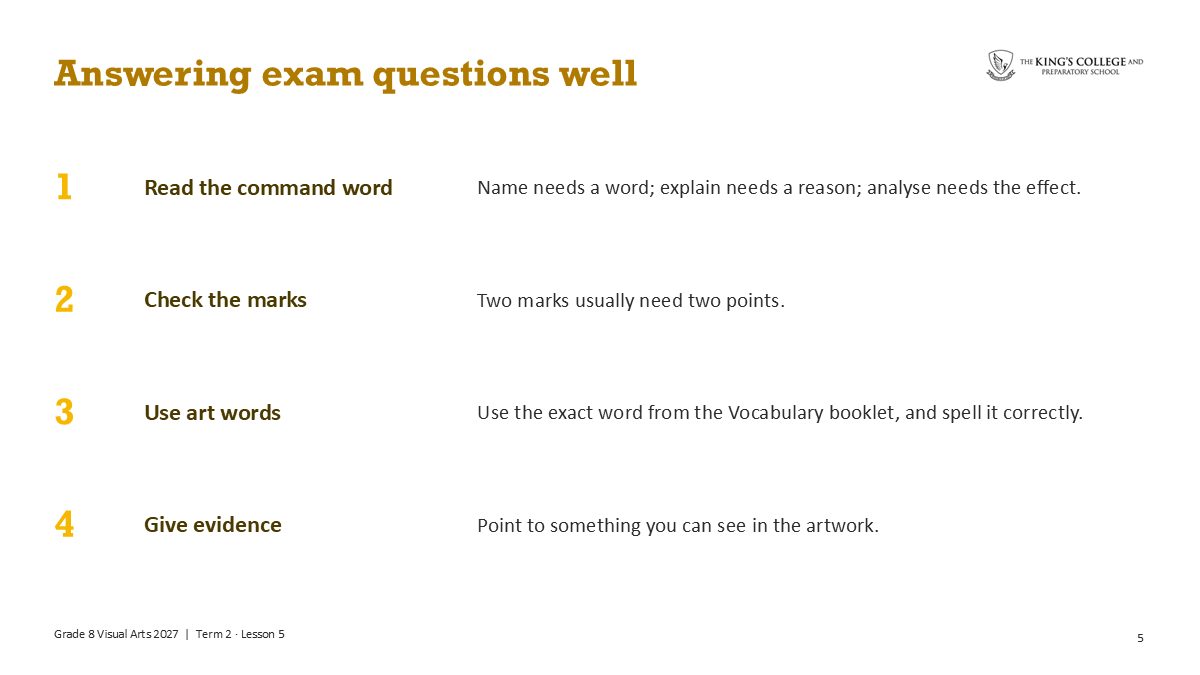 Answering exam questions well
THE KING'S COLLEGE AND
PREPARATORY SCHOOL
1
Read the command word
Name needs a word; explain needs a reason; analyse needs the effect.
2
Check the marks
Two marks usually need two points.
3
Use art words
Use the exact word from the Vocabulary booklet, and spell it correctly.
4
Give evidence
Point to something you can see in the artwork.
Grade 8 Visual Arts 2027 | Term 2 · Lesson 5
5